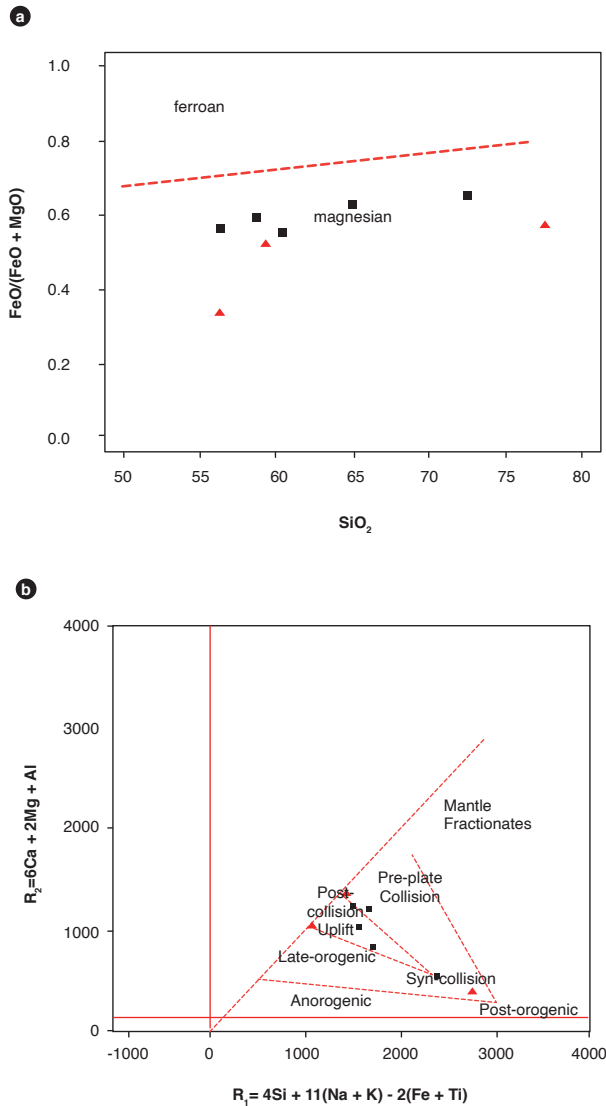 a
1.0
0.8
0.6
0.4
0.2
0.0
FeO/(FeO + MgO)
ferroan
magnesian
50
55
60
65
70
75
80
SiO2
b
4000
3000
2000
1000
0
R2=6Ca + 2Mg + Al
Mantle
Fractionates
Pre-plate
Collision
Post-
collision
Uplift
Late-orogenic
Syn-collision
Anorogenic
Post-orogenic
-1000
0
1000
2000
3000
4000
R1= 4Si + 11(Na + K) - 2(Fe + Ti)